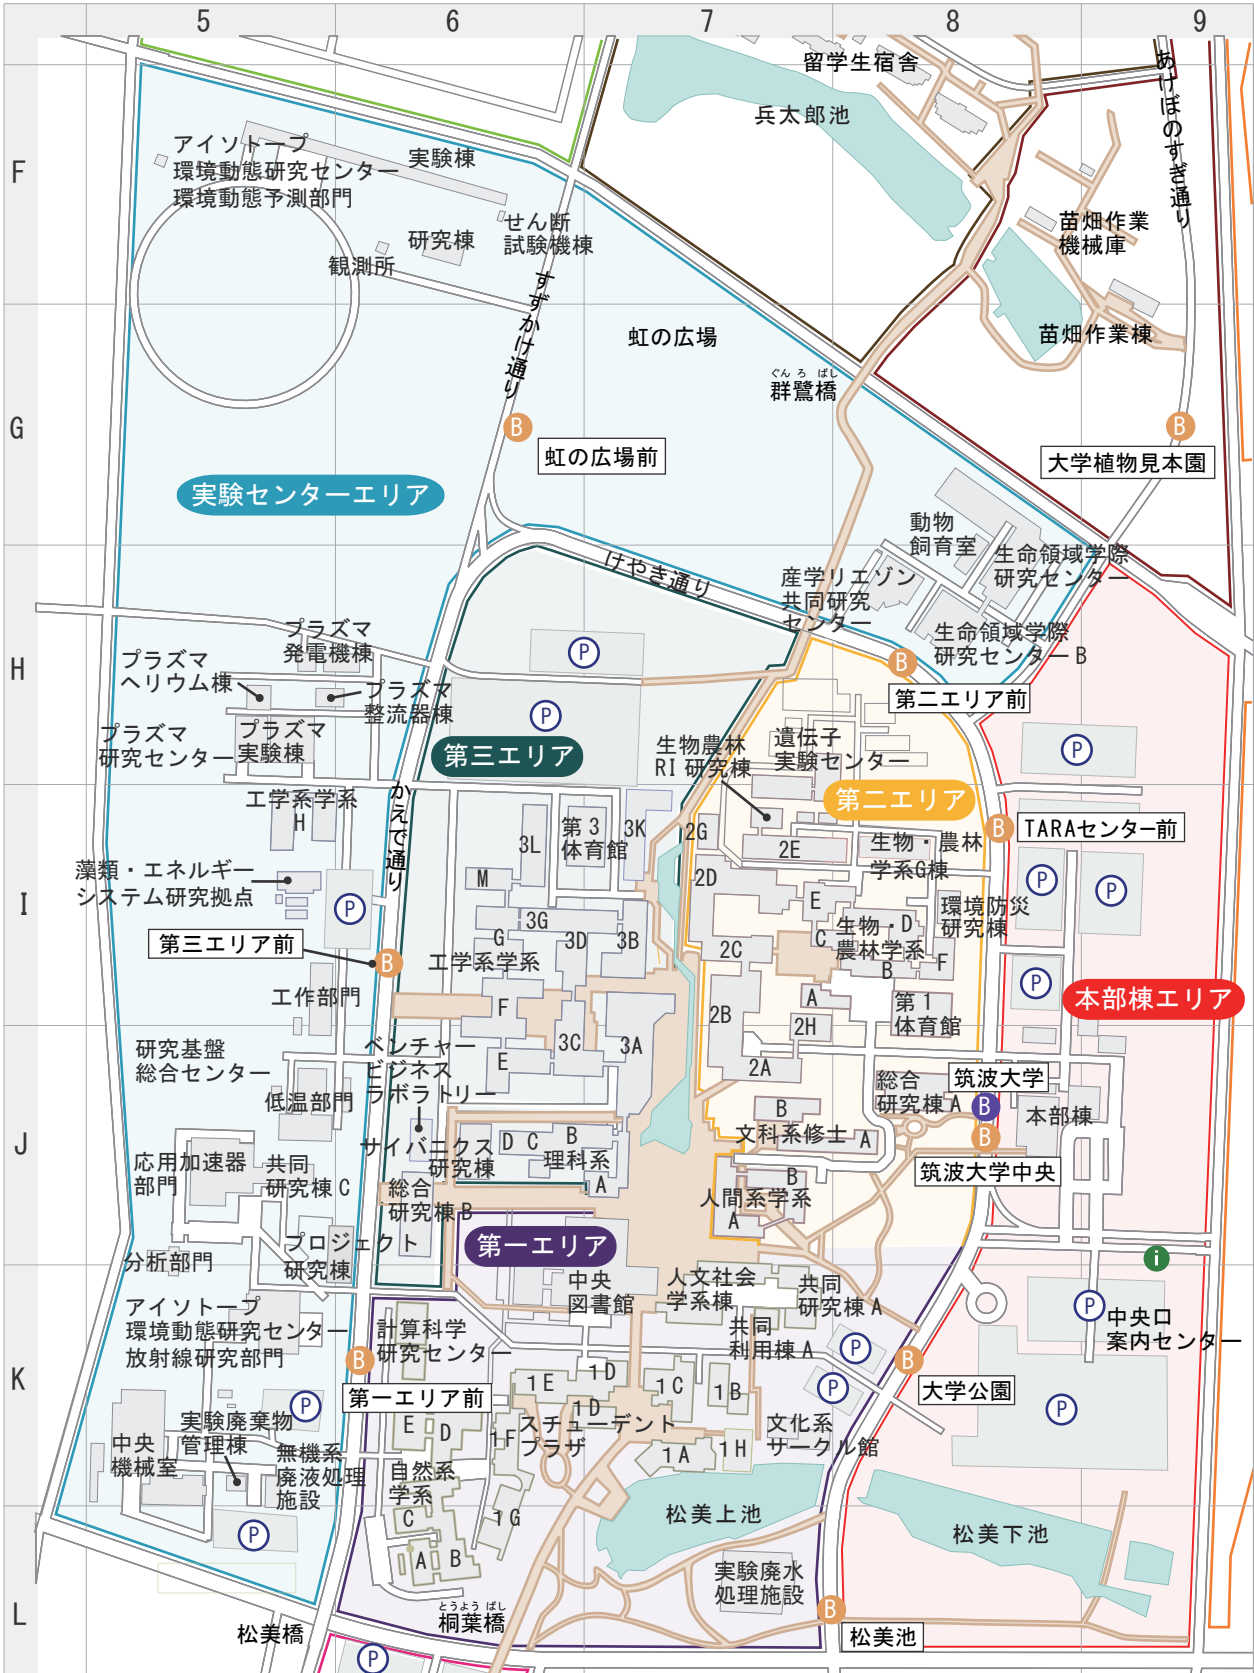 5
6
7
8
9
F
G
H
I
J
K
L
留学生宿舎
兵太郎池
あけぼのすぎ通り
アイソトープ
環境動態研究センター
環境動態予測部門
実験棟
せん断
試験機棟
研究棟
観測所
苗畑作業
機械庫
苗畑作業棟
すずかけ通り
虹の広場
ぐんろばし
群鷺橋
B
虹の広場前
B
大学植物見本園
実験センターエリア
動物
飼育室
生命領域学際
研究センター
けやき通り
産学リエゾン
共同研究
センター
生命領域学際
研究センターB
プラズマ
発電機棟
プラズマ
ヘリウム棟
プラズマ
整流器棟
プラズマ
研究センター
プラズマ
実験棟
P
P
B
第二エリア前
第三エリア
生物農林
RI 研究棟
遺伝子
実験センター
P
第二エリア
工学系学系
H
かえで通り
3L
第3
体育館
3K
2G
2E
生物・農林
学系G棟
B
TARAセンター前
藻類・エネルギー
システム研究拠点
M
2D
E
P
P
P
第三エリア前
B
3G
G
3D
3B
工学系学系
2C
C
生物・
農林学系
D
B
F
環境防災
研究棟
P
本部棟エリア
工作部門
F
2B
A
第1
体育館
2H
研究基盤
総合センター
ベンチャー
ビジネス
ラボラトリー
E
3C
3A
2A
総合
研究棟A
筑波大学
B
B
本部棟
筑波大学中央
低温部門
サイバニクス
研究棟
D
C
B
理科系
A
B
文科系修士
A
応用加速器
部門
共同
研究棟C
総合
研究棟B
B
人間系学系
A
第一エリア
プロジェクト
研究棟
分析部門
i
中央
図書館
人文社会
学系棟
共同
研究棟A
P
中央口
案内センター
アイソトープ
環境動態研究センター
放射線研究部門
計算科学
研究センター
共同
利用棟A
P
B
第一エリア前
1E
1D
1D
1C
1B
P
B
大学公園
P
P
実験廃棄物
管理棟
中央
機械室
無機系
廃液処理
施設
E
D
1F
スチューデント
プラザ
1A
1H
文化系
サークル館
自然系
学系
C
1G
松美上池
松美下池
P
A
B
実験廃水
処理施設
とうようばし
桐葉橋
松美橋
B
松美池
P